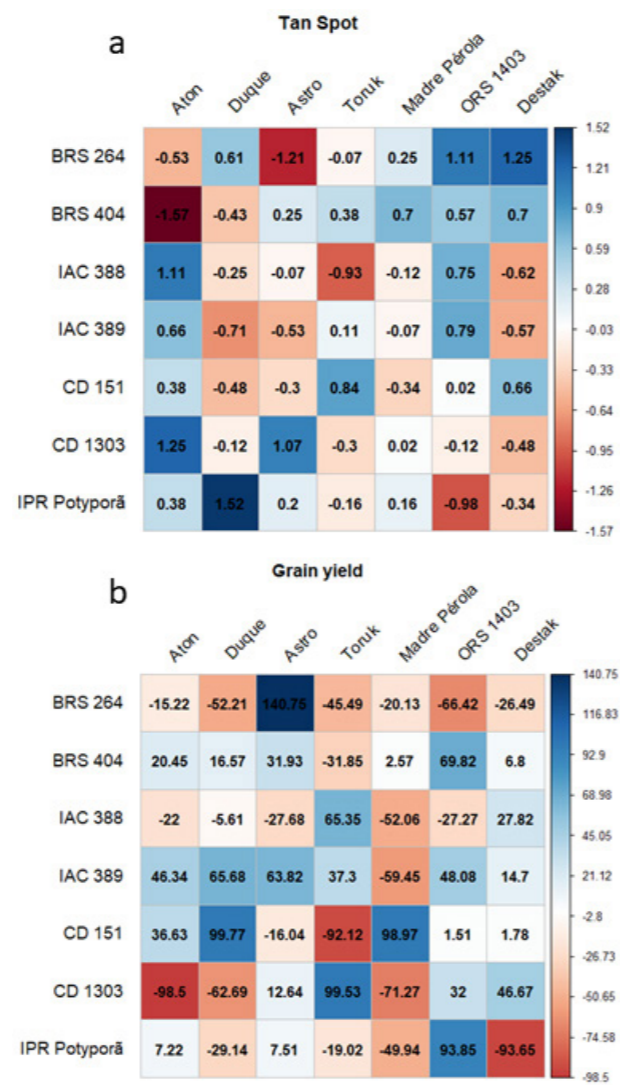 Tan Spot
a
Aton Duque Astro Toruk Madre Pérola ORS 1403 Destak
BRS 264 -0.53 0.61 -1.21 -0.07 0.25 1.11 1.25
BRS 404 -1.57 -0.43 0.25 0.38 0.7 0.57 0.7
IAC 388 1.11 -0.25 -0.07 -0.93 -0.12 0.75 -0.62
IAC 389 0.66 -0.71 -0.53 0.11 -0.07 0.79 -0.57
CD 151 0.38 -0.48 -0.3 0.84 -0.34 0.02 0.66
CD 1303 1.25 -0.12 1.07 -0.3 0.02 -0.12 -0.48
IPR Potyporã 0.38 1.52 0.2 -0.16 0.16 -0.98 -0.34
1.52
1.21
0.9
0.59
0.28
-0.03
-0.33
-0.64
-0.95
-1.26
-1.57
Grain yield
b
Aton Duque Astro Toruk Madre Pérola ORS 1403 Destak
BRS 264 -15.22 -52.21 140.75 -45.49 -20.13 -66.42 -26.49
BRS 404 20.45 16.57 31.93 -31.85 2.57 69.82 6.8
IAC 388 -22 -5.61 -27.68 65.35 -52.06 -27.27 27.82
IAC 389 46.34 65.68 63.82 37.3 -59.45 48.08 14.7
CD 151 36.63 99.77 -16.04 -92.12 98.97 1.51 1.78
CD 1303 -98.5 -62.69 12.64 99.53 -71.27 32 46.67
IPR Potyporã 7.22 -29.14 7.51 -19.02 -49.94 93.85 -93.65
140.75
116.83
92.9
68.98
45.05
21.12
-2.8
-26.73
-50.65
-74.58
-98.5